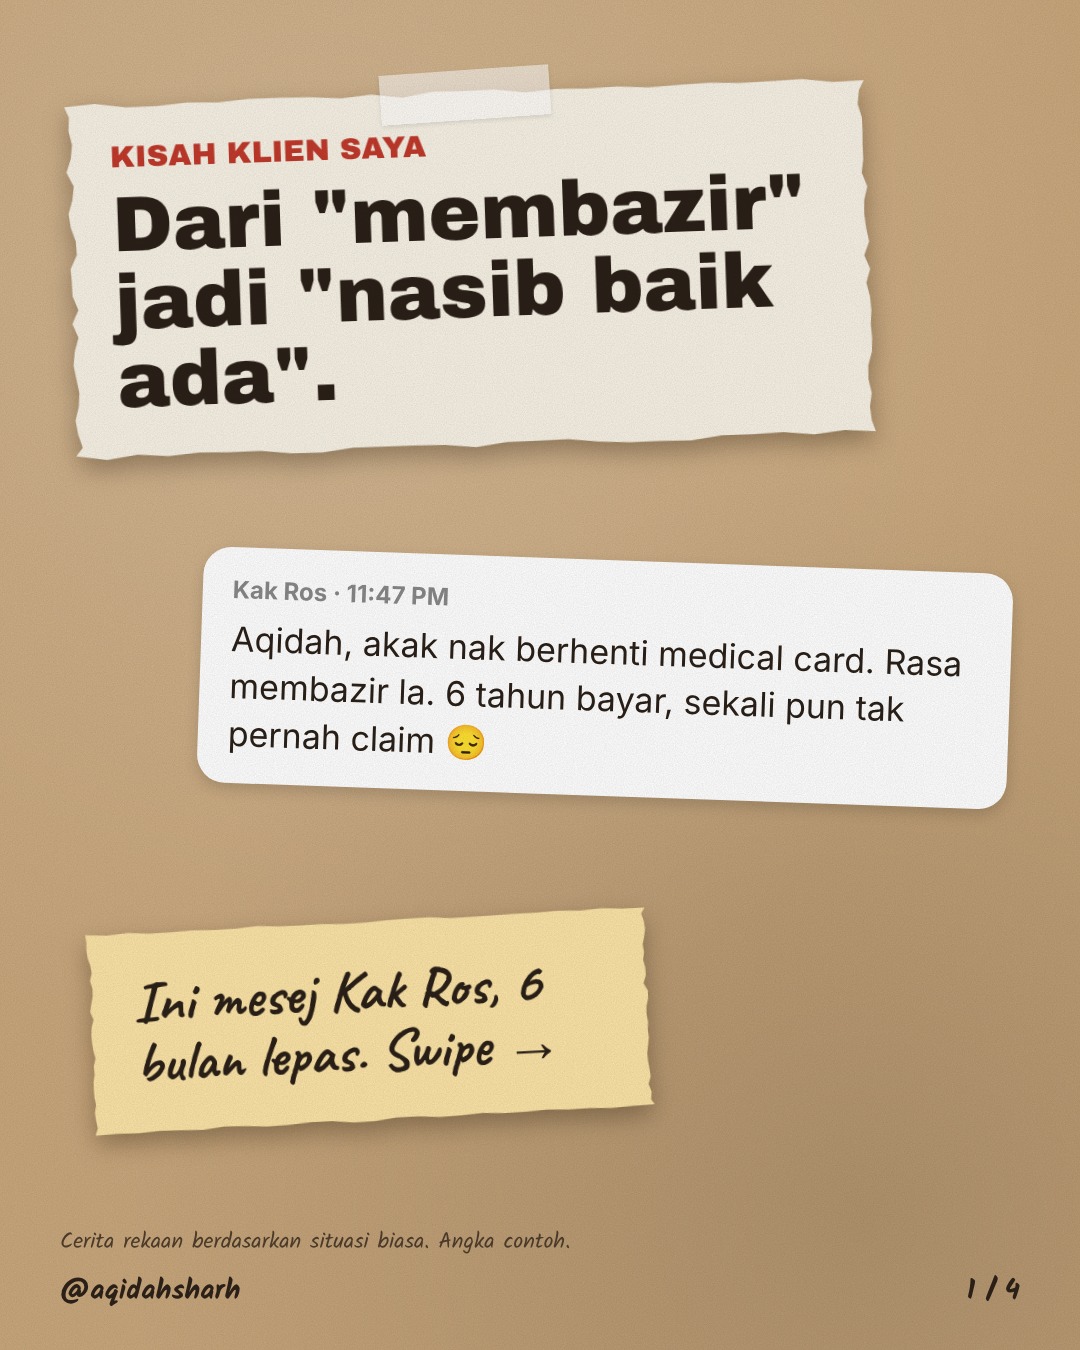 KISAH KLIEN SAYA
Dari "membazir"
jadi "nasib baik
ada".
Kak Ros · 11:47 PM
Aqidah, akak nak berhenti medical card. Rasa
membazir la. 6 tahun bayar, sekali pun tak
pernah claim 😔
Ini mesej Kak Ros, 6
bulan lepas. Swipe →
Cerita rekaan berdasarkan situasi biasa. Angka contoh.
@aqidahsharh
1 / 4